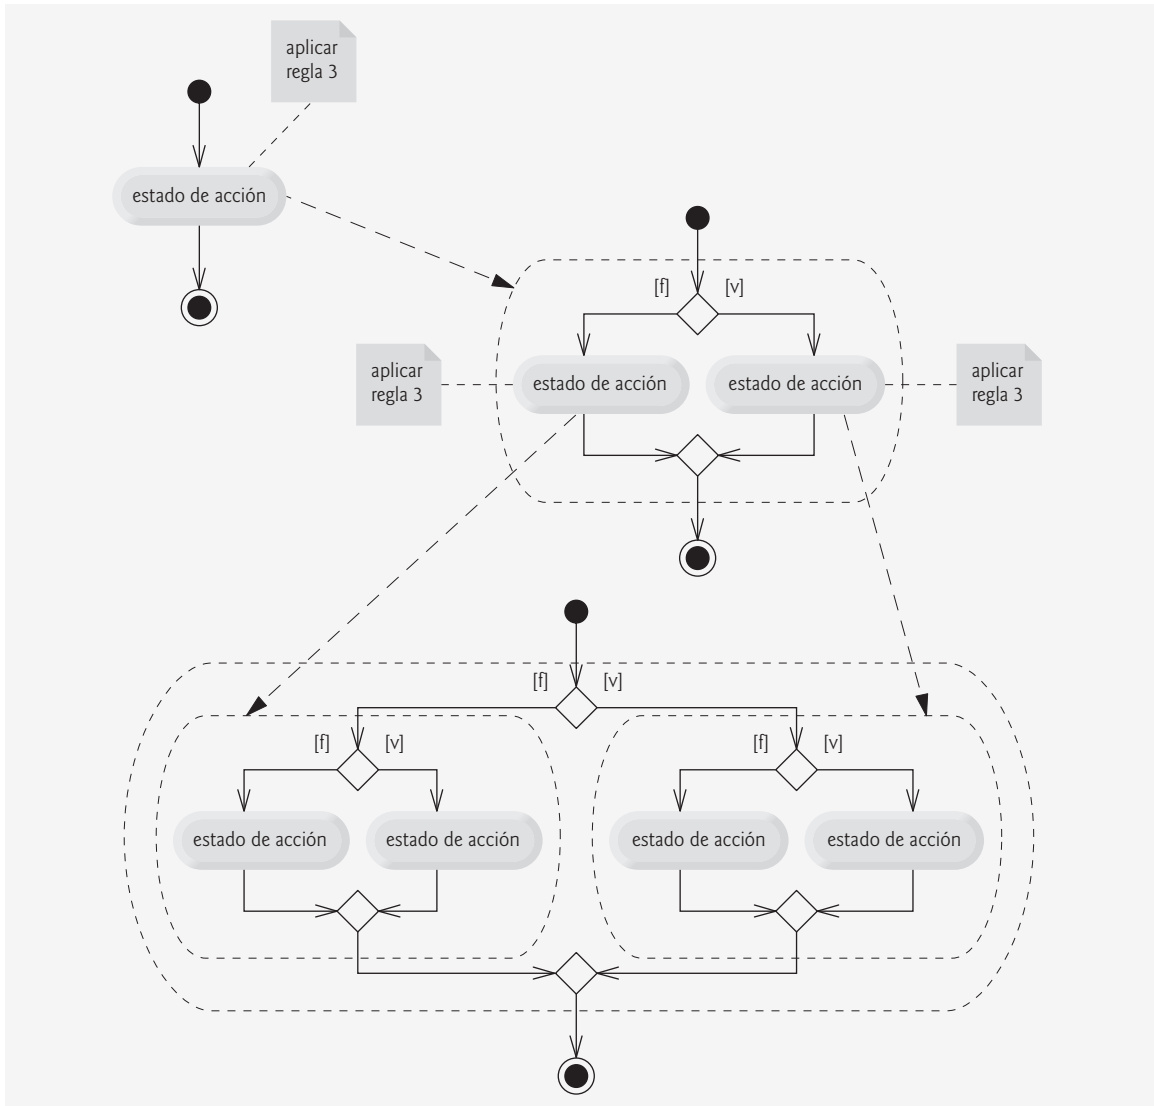 aplicar
regla 3
estado de acción
[f] [v]
aplicar
regla 3
estado de acción
estado de acción
aplicar
regla 3
[f] [v]
[f] [v]
[f] [v]
estado de acción
estado de acción
estado de acción
estado de acción